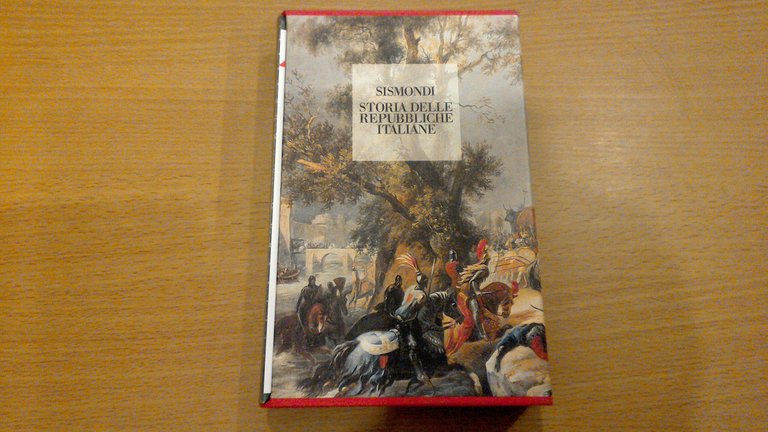 SISMONDI
STORIA DELLE
REPUBBLICHE
ITALIANE